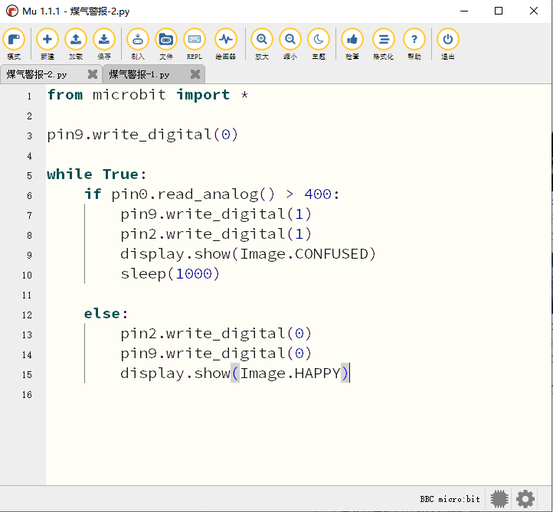 Mu 1.1.1 - 煤气警报-2.py
模式 新建 加载 保存 刷入 文件 REPL 绘图器 放大 缩小 主题 检查 格式化 帮助 退出
煤气警报-2.py 煤气警报-1.py
1 from microbit import *
2
3 pin9.write_digital(0)
4
5 while True:
6 if pin0.read_analog() > 400:
7 pin9.write_digital(1)
8 pin2.write_digital(1)
9 display.show(Image.CONFUSED)
10 sleep(1000)
11
12 else:
13 pin2.write_digital(0)
14 pin9.write_digital(0)
15 display.show(Image.HAPPY)
16
BBC micro:bit